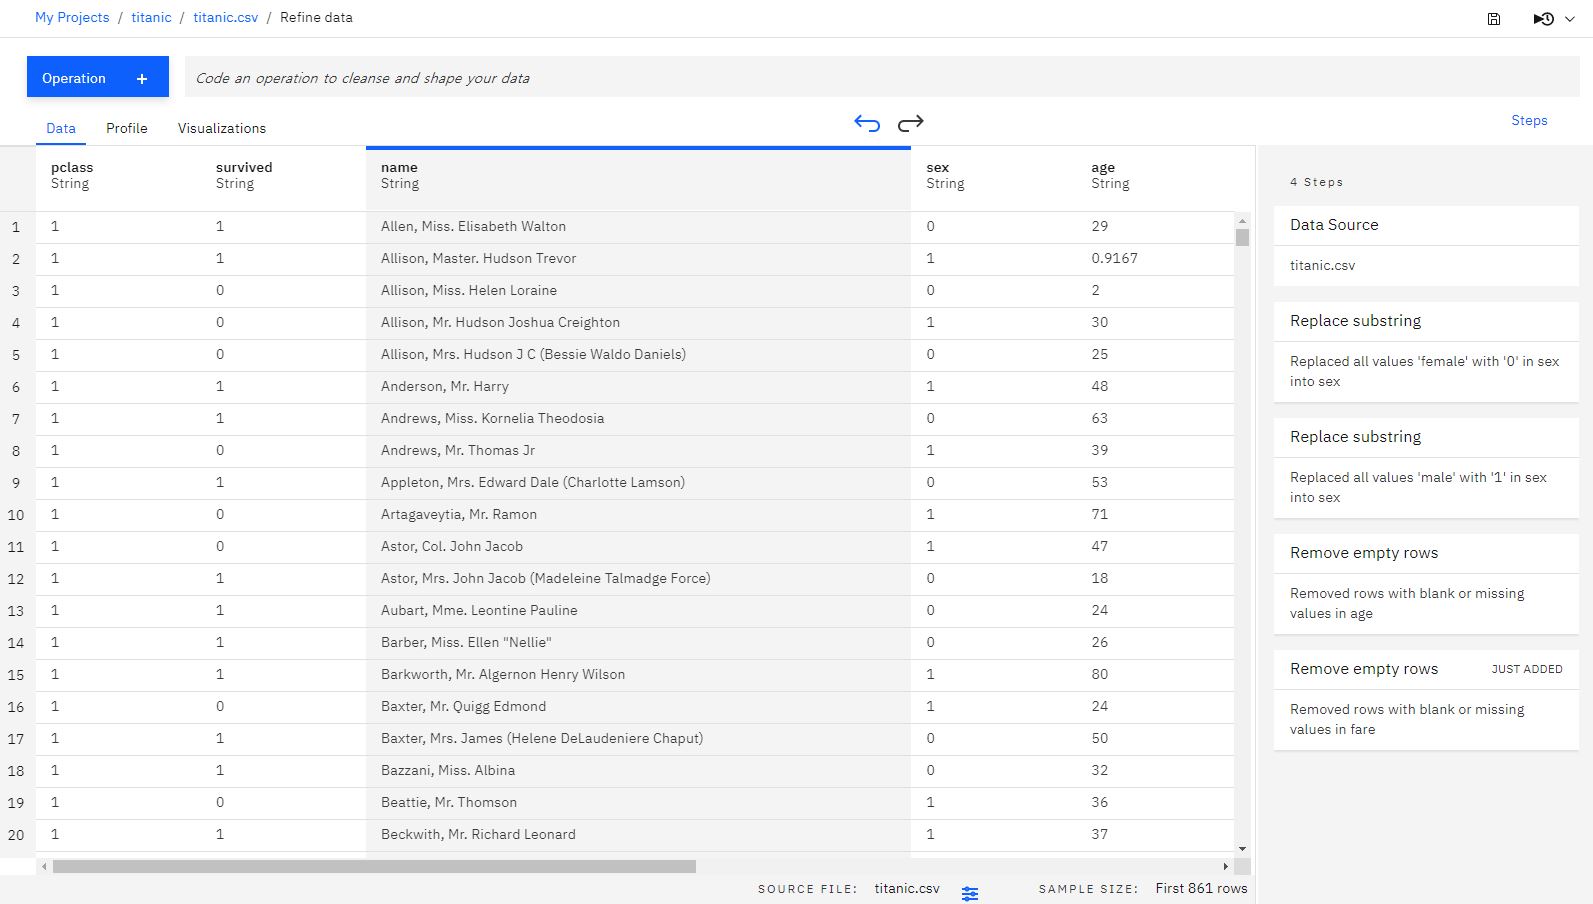 My Projects / titanic / titanic.csv / Refine data
Operation +
Code an operation to cleanse and shape your data
Data Profile Visualizations
Steps
pclass survived name sex age
String String String String String
1 1 1 Allen, Miss. Elisabeth Walton 0 29
2 1 1 Allison, Master. Hudson Trevor 1 0.9167
3 1 0 Allison, Miss. Helen Loraine 0 2
4 1 0 Allison, Mr. Hudson Joshua Creighton 1 30
5 1 0 Allison, Mrs. Hudson J C (Bessie Waldo Daniels) 0 25
6 1 1 Anderson, Mr. Harry 1 48
7 1 1 Andrews, Miss. Kornelia Theodosia 0 63
8 1 0 Andrews, Mr. Thomas Jr 1 39
9 1 1 Appleton, Mrs. Edward Dale (Charlotte Lamson) 0 53
10 1 0 Artagaveytia, Mr. Ramon 1 71
11 1 0 Astor, Col. John Jacob 1 47
12 1 1 Astor, Mrs. John Jacob (Madeleine Talmadge Force) 0 18
13 1 1 Aubart, Mme. Leontine Pauline 0 24
14 1 1 Barber, Miss. Ellen "Nellie" 0 26
15 1 1 Barkworth, Mr. Algernon Henry Wilson 1 80
16 1 0 Baxter, Mr. Quigg Edmond 1 24
17 1 1 Baxter, Mrs. James (Helene DeLaudeniere Chaput) 0 50
18 1 1 Bazzani, Miss. Albina 0 32
19 1 0 Beattie, Mr. Thomson 1 36
20 1 1 Beckwith, Mr. Richard Leonard 1 37
4 Steps
Data Source
titanic.csv
Replace substring
Replaced all values 'female' with '0' in sex
into sex
Replace substring
Replaced all values 'male' with '1' in sex
into sex
Remove empty rows
Removed rows with blank or missing
values in age
Remove empty rows JUST ADDED
Removed rows with blank or missing
values in fare
SOURCE FILE: titanic.csv SAMPLE SIZE: First 861 rows